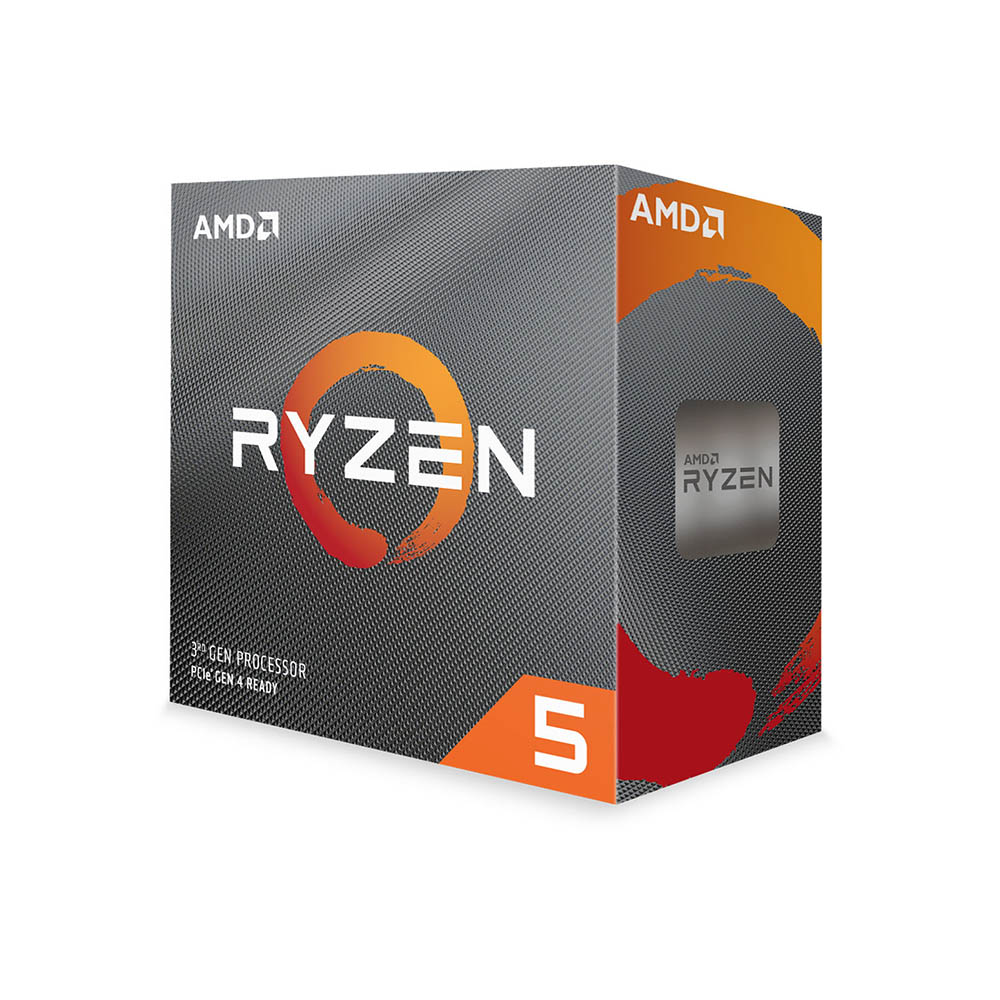 AMD
RYZEN
3RD GEN PROCESSOR
PCIe® GEN 4 READY
5
AMD
AMD
RYZEN